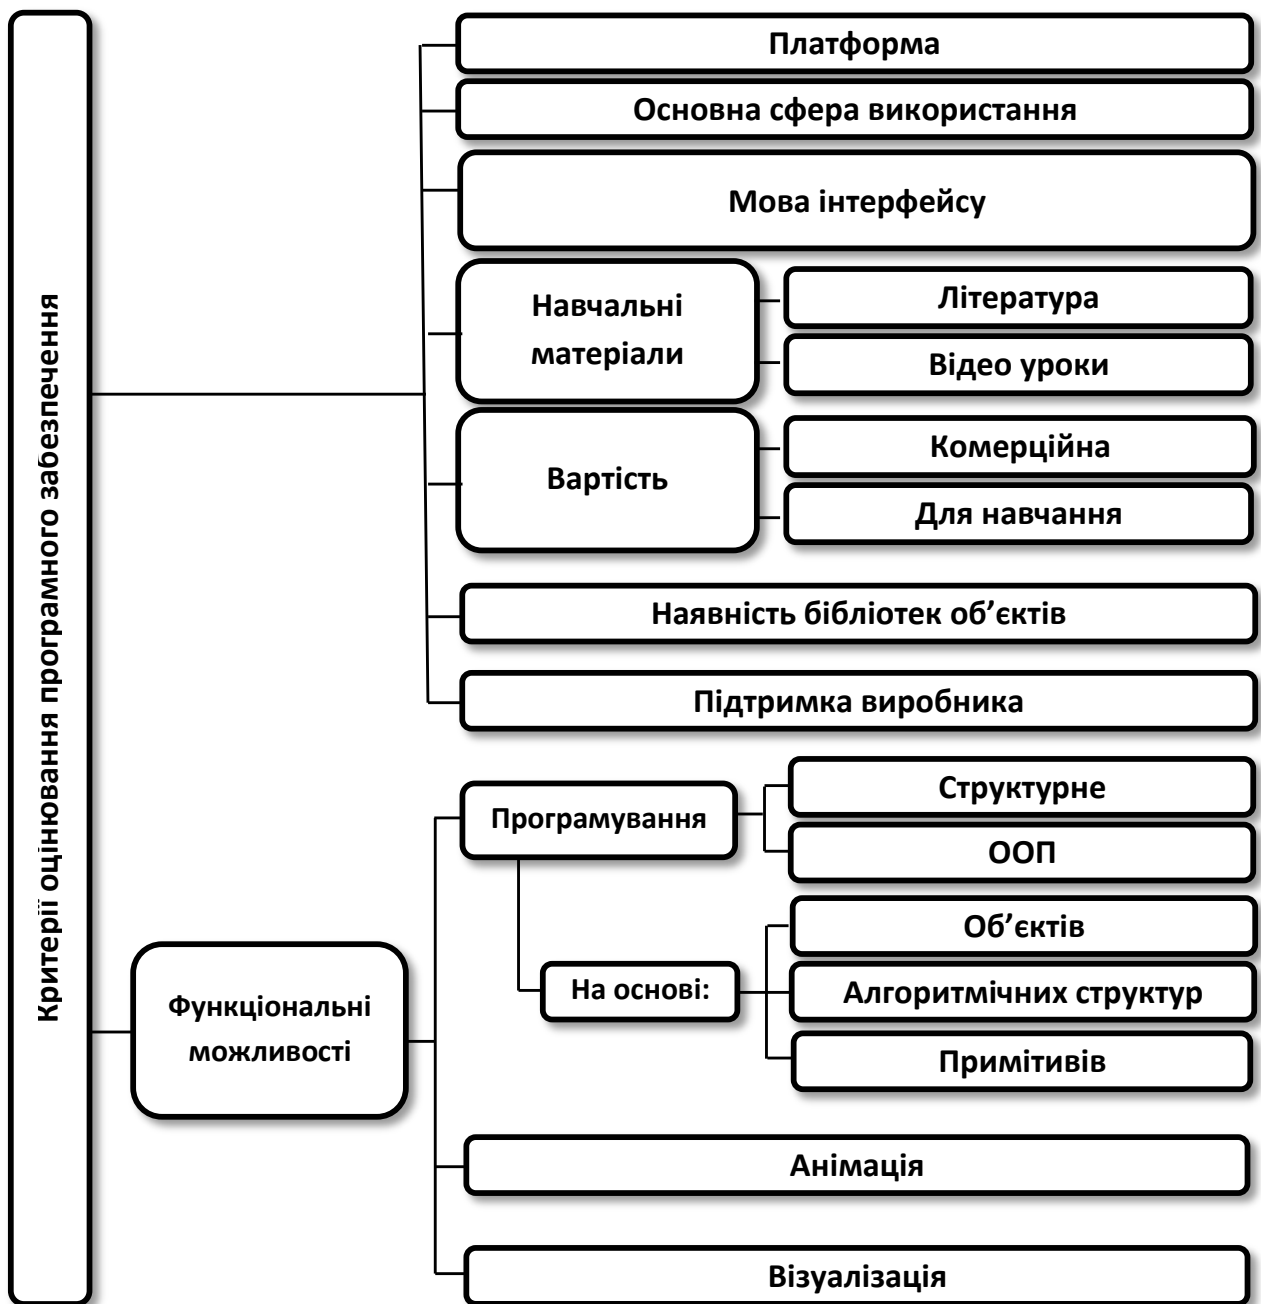 Критерії оцінювання програмного забезпечення
Платформа
Основна сфера використання
Мова інтерфейсу
Навчальні
матеріали
Література
Відео уроки
Вартість
Комерційна
Для навчання
Наявність бібліотек об’єктів
Підтримка виробника
Функціональні
можливості
Програмування
Структурне
ООП
На основі:
Об’єктів
Алгоритмічних структур
Примітивів
Анімація
Візуалізація